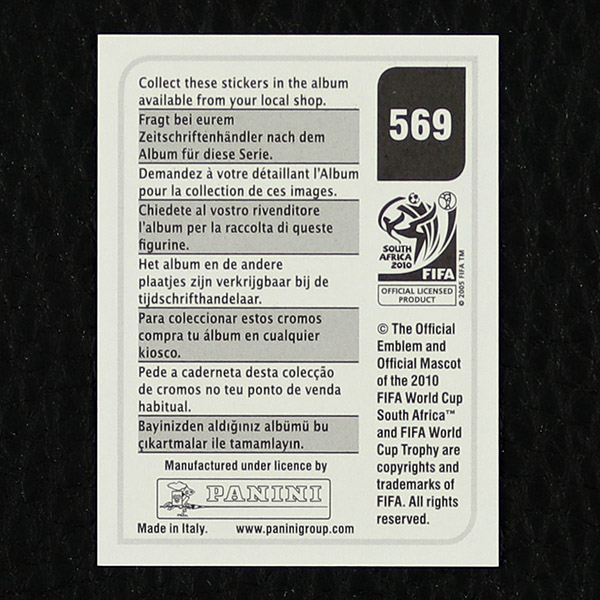 Collect these stickers in the album
available from your local shop.
Fragt bei eurem
Zeitschriftenhändler nach dem
Album für diese Serie.
Demandez à votre détaillant l'Album
pour la collection de ces images.
Chiedete al vostro rivenditore
l'album per la raccolta di queste
figurine.
Het album en de andere
plaatjes zijn verkrijgbaar bij de
tijdschrifthandelaar.
Para coleccionar estos cromos
compra tu álbum en cualquier
kiosco.
Pede a caderneta desta colecção
de cromos no teu ponto de venda
habitual.
Bayinizden aldığınız albümü bu
çıkartmalar ile tamamlayın.
Manufactured under licence by
PANINI
Made in Italy. www.paninigroup.com
569
SOUTH
AFRICA
2010
FIFA
OFFICIAL LICENSED
PRODUCT
© 2005 FIFA TM
© The Official
Emblem and
Official Mascot
of the 2010
FIFA World Cup
South Africa™
and FIFA World
Cup Trophy are
copyrights and
trademarks of
FIFA. All rights
reserved.